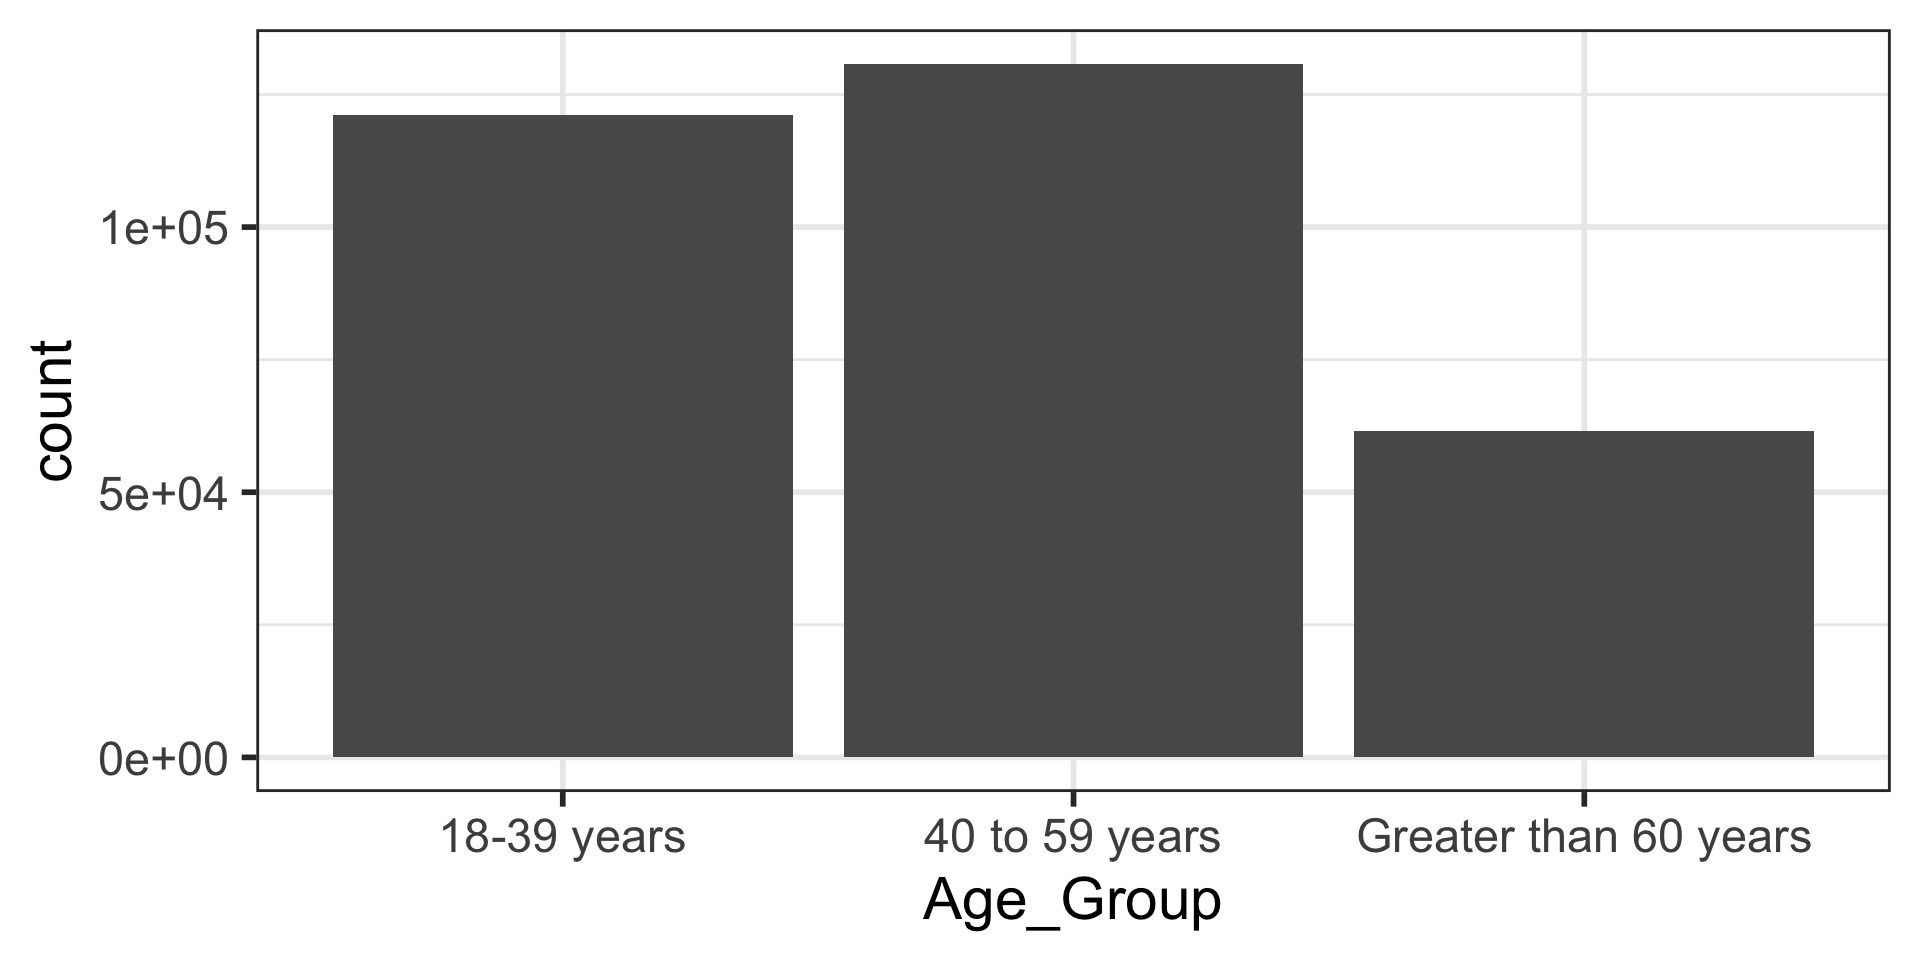 count
1e+05
5e+04
0e+00
18-39 years
40 to 59 years
Greater than 60 years
Age_Group